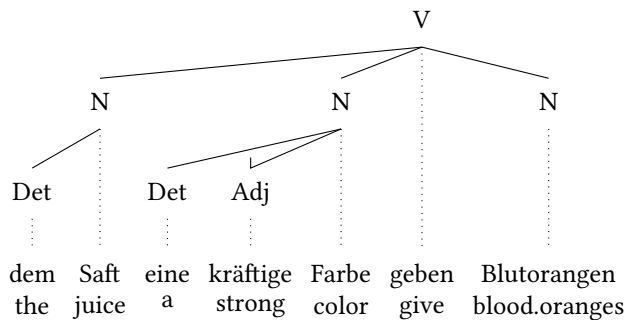 V
N N N
Det Det Adj
dem Saft eine kräftige Farbe geben Blutorangen
the juice a strong color give blood.oranges